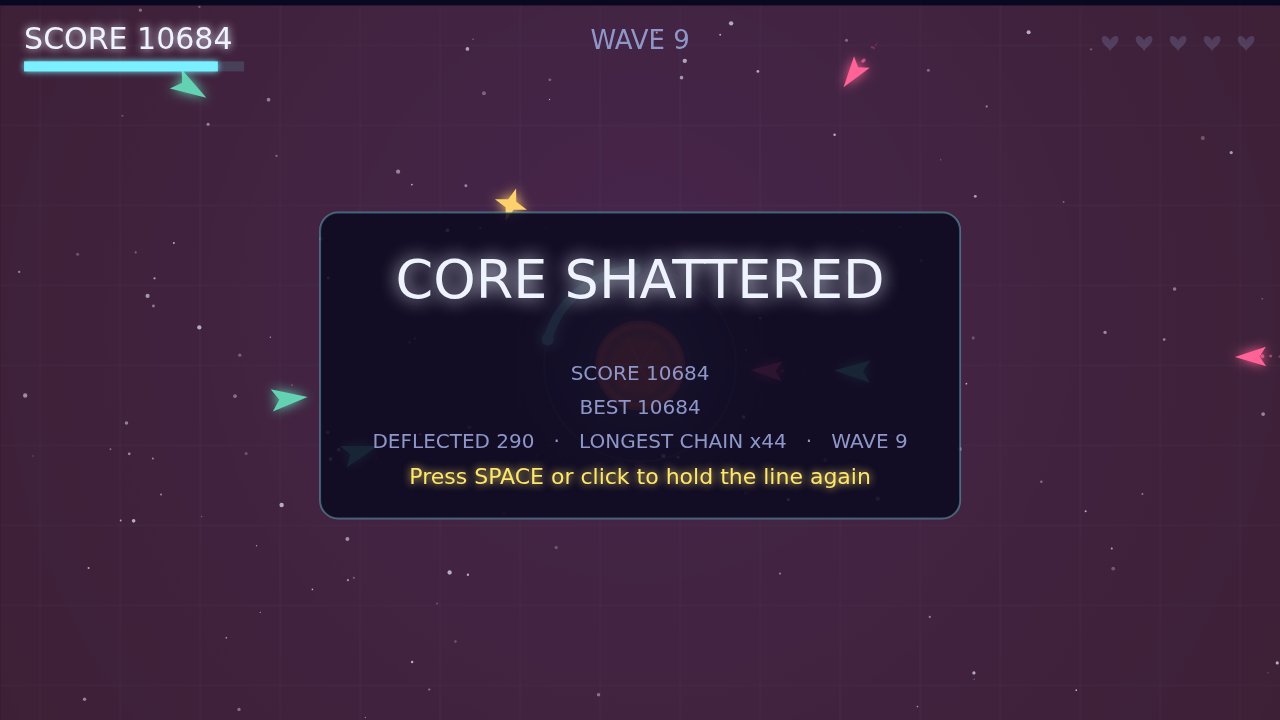 SCORE 10684
WAVE 9
CORE SHATTERED
SCORE 10684
BEST 10684
DEFLECTED 290 · LONGEST CHAIN x44 · WAVE 9
Press SPACE or click to hold the line again